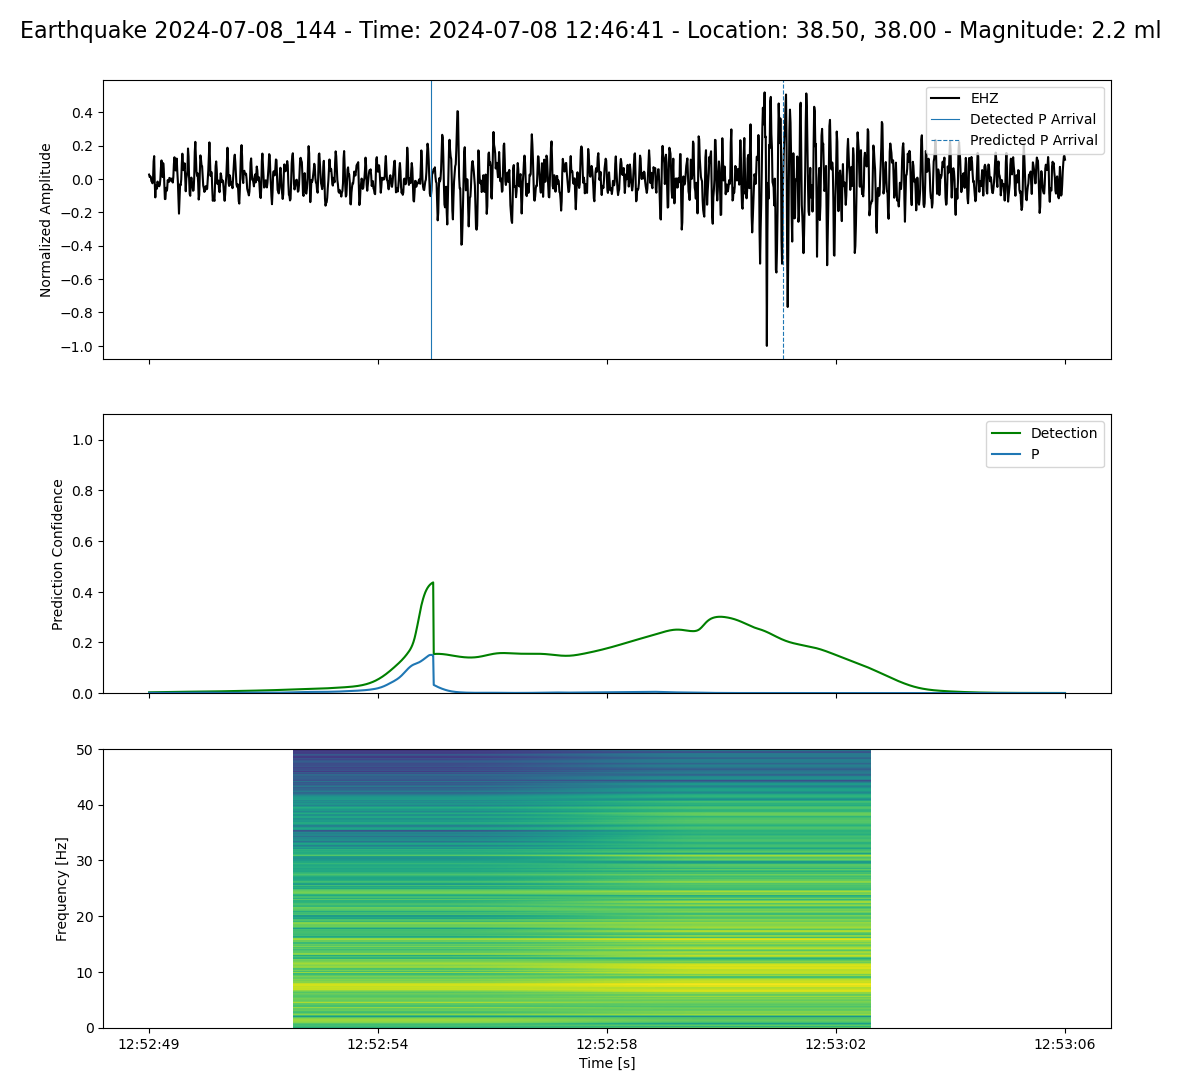 Earthquake 2024-07-08_144 - Time: 2024-07-08 12:46:41 - Location: 38.50, 38.00 - Magnitude: 2.2 ml
EHZ
Detected P Arrival
Predicted P Arrival
0.4
0.2
0.0
−0.2
−0.4
−0.6
−0.8
−1.0
Normalized Amplitude
Detection
P
1.0
0.8
0.6
0.4
0.2
0.0
Prediction Confidence
50
40
30
20
10
0
Frequency [Hz]
12:52:49 12:52:54 12:52:58 12:53:02 12:53:06
Time [s]